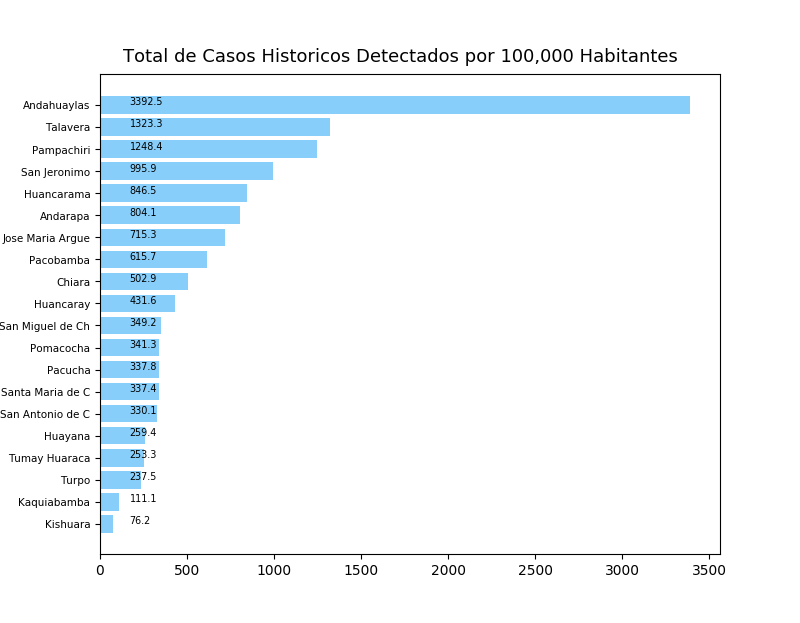 Total de Casos Historicos Detectados por 100,000 Habitantes
Andahuaylas 3392.5
Talavera 1323.3
Pampachiri 1248.4
San Jeronimo 995.9
Huancarama 846.5
Andarapa 804.1
Jose Maria Argue 715.3
Pacobamba 615.7
Chiara 502.9
Huancaray 431.6
San Miguel de Ch 349.2
Pomacocha 341.3
Pacucha 337.8
Santa Maria de C 337.4
San Antonio de C 330.1
Huayana 259.4
Tumay Huaraca 253.3
Turpo 237.5
Kaquiabamba 111.1
Kishuara 76.2
0 500 1000 1500 2000 2500 3000 3500